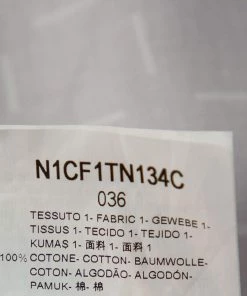 N1CF1TN134C
036
TESSUTO 1- FABRIC 1- GEWEBE 1-
TISSUS 1- TECIDO 1- TEJIDO 1-
KUMAŞ 1- 面料 1- 面料 1
100% COTONE- COTTON- BAUMWOLLE-
COTON- ALGODÃO- ALGODÓN-
PAMUK- 棉- 棉